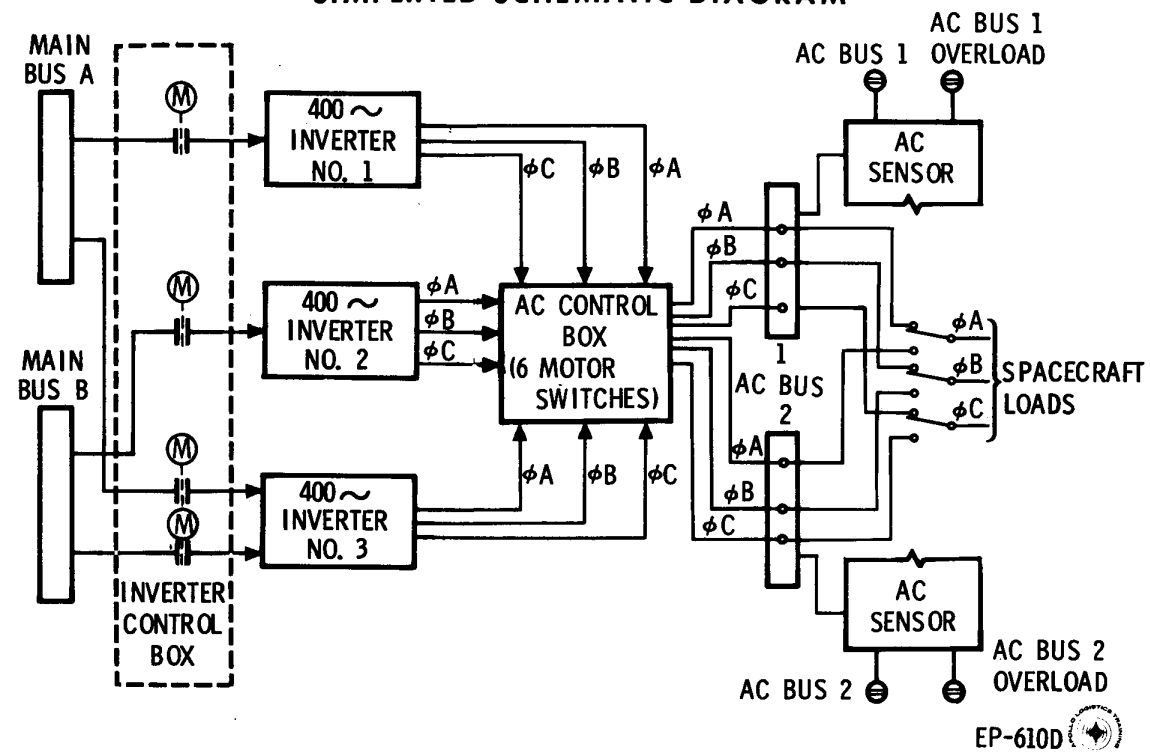 SIMPLIFIED SCHEMATIC DIAGRAM
MAIN
BUS A
M
400 ~
INVERTER
NO. 1
φC
φB
φA
AC BUS 1
AC BUS 1
OVERLOAD
AC
SENSOR
M
400 ~
INVERTER
NO. 2
φA
φB
φC
AC CONTROL
BOX
(6 MOTOR
SWITCHES)
φA
φB
φC
1
AC BUS
2
φA
φB
φC
φA
φB
φC
SPACECRAFT
LOADS
MAIN
BUS B
M
M
400 ~
INVERTER
NO. 3
φA
φB
φC
INVERTER
CONTROL
BOX
AC
SENSOR
AC BUS 2
AC BUS 2
OVERLOAD
EP-610D
APOLLO LOGISTICS TRAINING